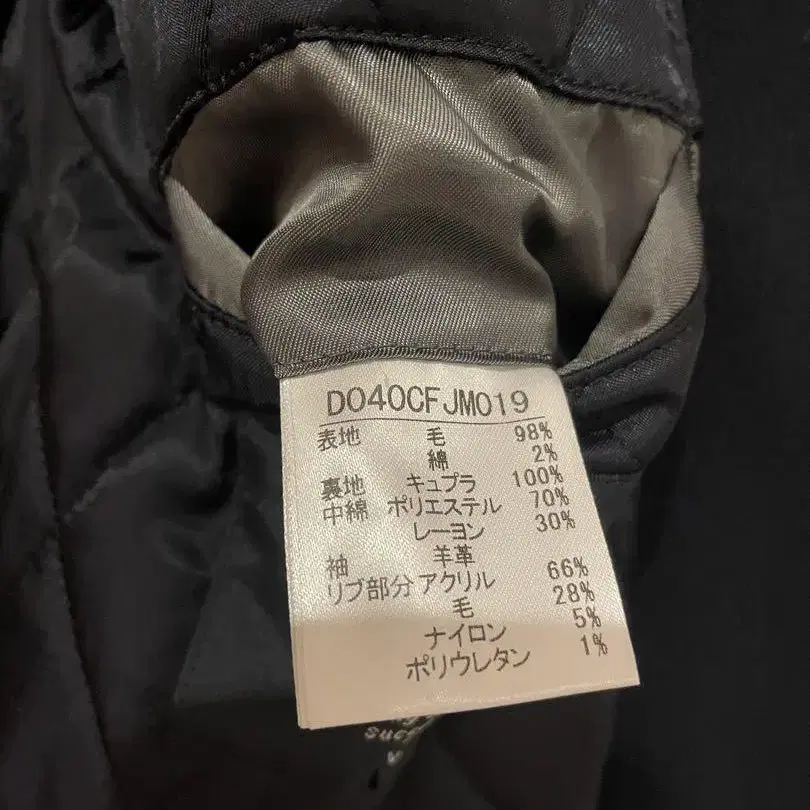 D040CFJM019
表地 毛 98%
綿 2%
裏地 キュプラ 100%
中綿 ポリエステル 70%
レーヨン 30%
袖 羊革
リブ部分 アクリル 66%
毛 28%
ナイロン 5%
ポリウレタン 1%